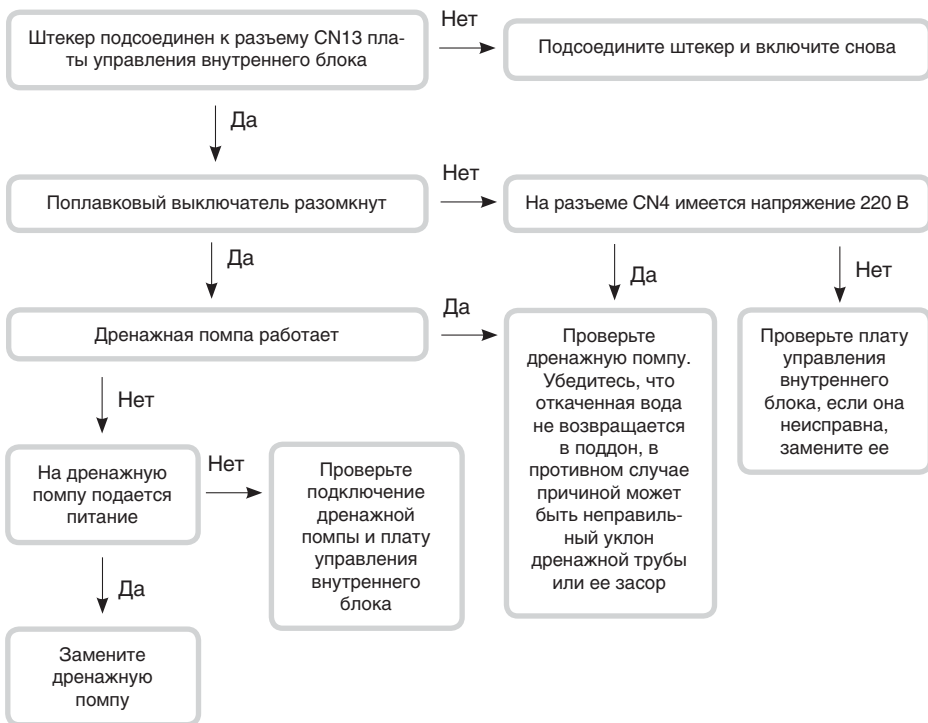 Штекер подсоединен к разъему CN13 пла-
ты управления внутреннего блока
Нет
Подсоедините штекер и включите снова
Да
Поплавковый выключатель разомкнут
Нет
На разъеме CN4 имеется напряжение 220 В
Да
Да
Нет
Дренажная помпа работает
Да
Проверьте
дренажную помпу.
Убедитесь, что
откаченная вода
не возвращается
в поддон, в
противном случае
причиной может
быть неправиль-
ный уклон
дренажной трубы
или ее засор
Проверьте плату
управления
внутреннего
блока, если она
неисправна,
замените ее
Нет
На дренажную
помпу подается
питание
Нет
Проверьте
подключение
дренажной
помпы и плату
управления
внутреннего
блока
Да
Замените
дренажную
помпу